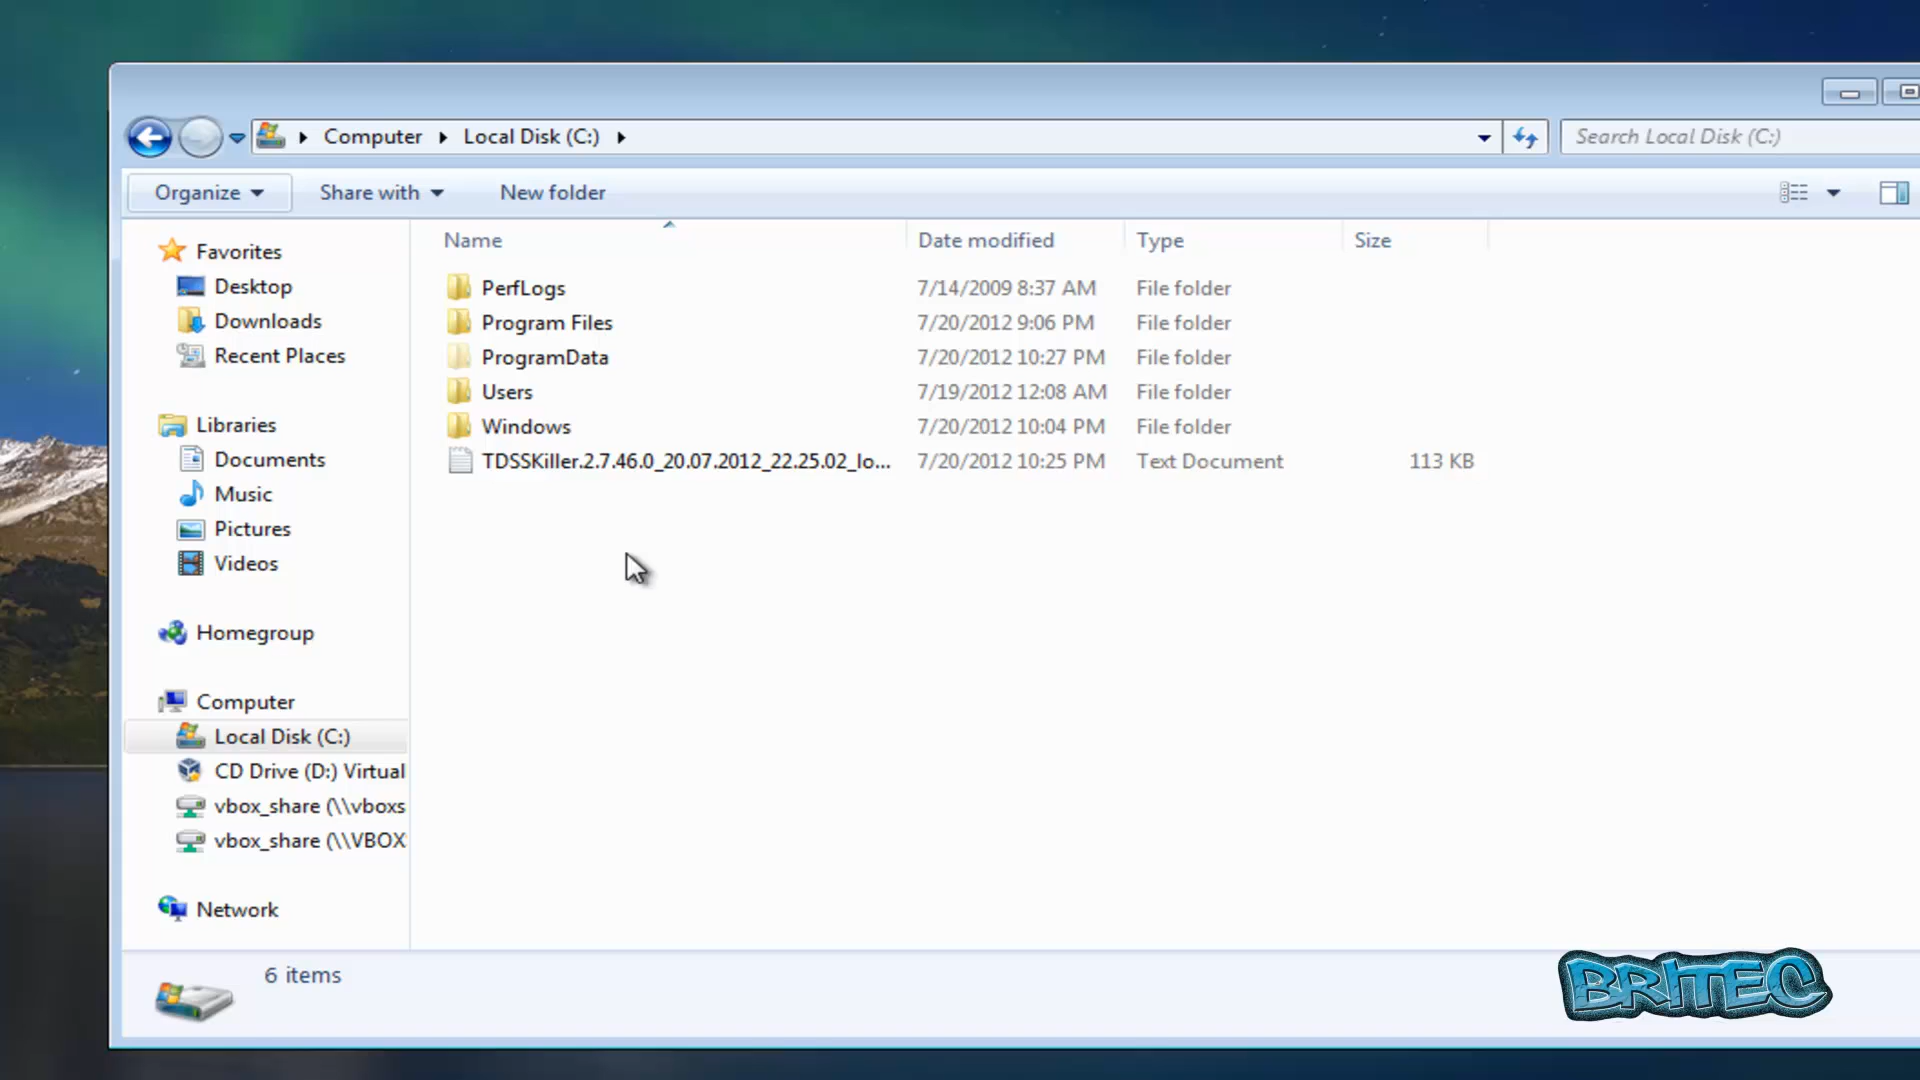 Computer Local Disk (C:)
Search Local Disk (C:)
Organize Share with New folder
Name Date modified Type Size
Favorites
Desktop
Downloads
Recent Places
Libraries
Documents
Music
Pictures
Videos
Homegroup
Computer
Local Disk (C:)
CD Drive (D:) Virtual
vbox_share (\\vboxs
vbox_share (\\VBOX
Network
PerfLogs 7/14/2009 8:37 AM File folder
Program Files 7/20/2012 9:06 PM File folder
ProgramData 7/20/2012 10:27 PM File folder
Users 7/19/2012 12:08 AM File folder
Windows 7/20/2012 10:04 PM File folder
TDSSKiller.2.7.46.0_20.07.2012_22.25.02_lo... 7/20/2012 10:25 PM Text Document 113 KB
6 items
BRITEC